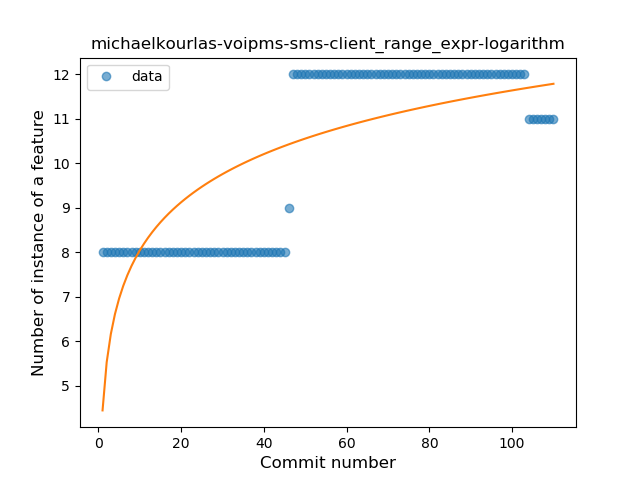 michaelkourlas-voipms-sms-client_range_expr-logarithm
data
Number of instance of a feature
12
11
10
9
8
7
6
5
0 20 40 60 80 100
Commit number